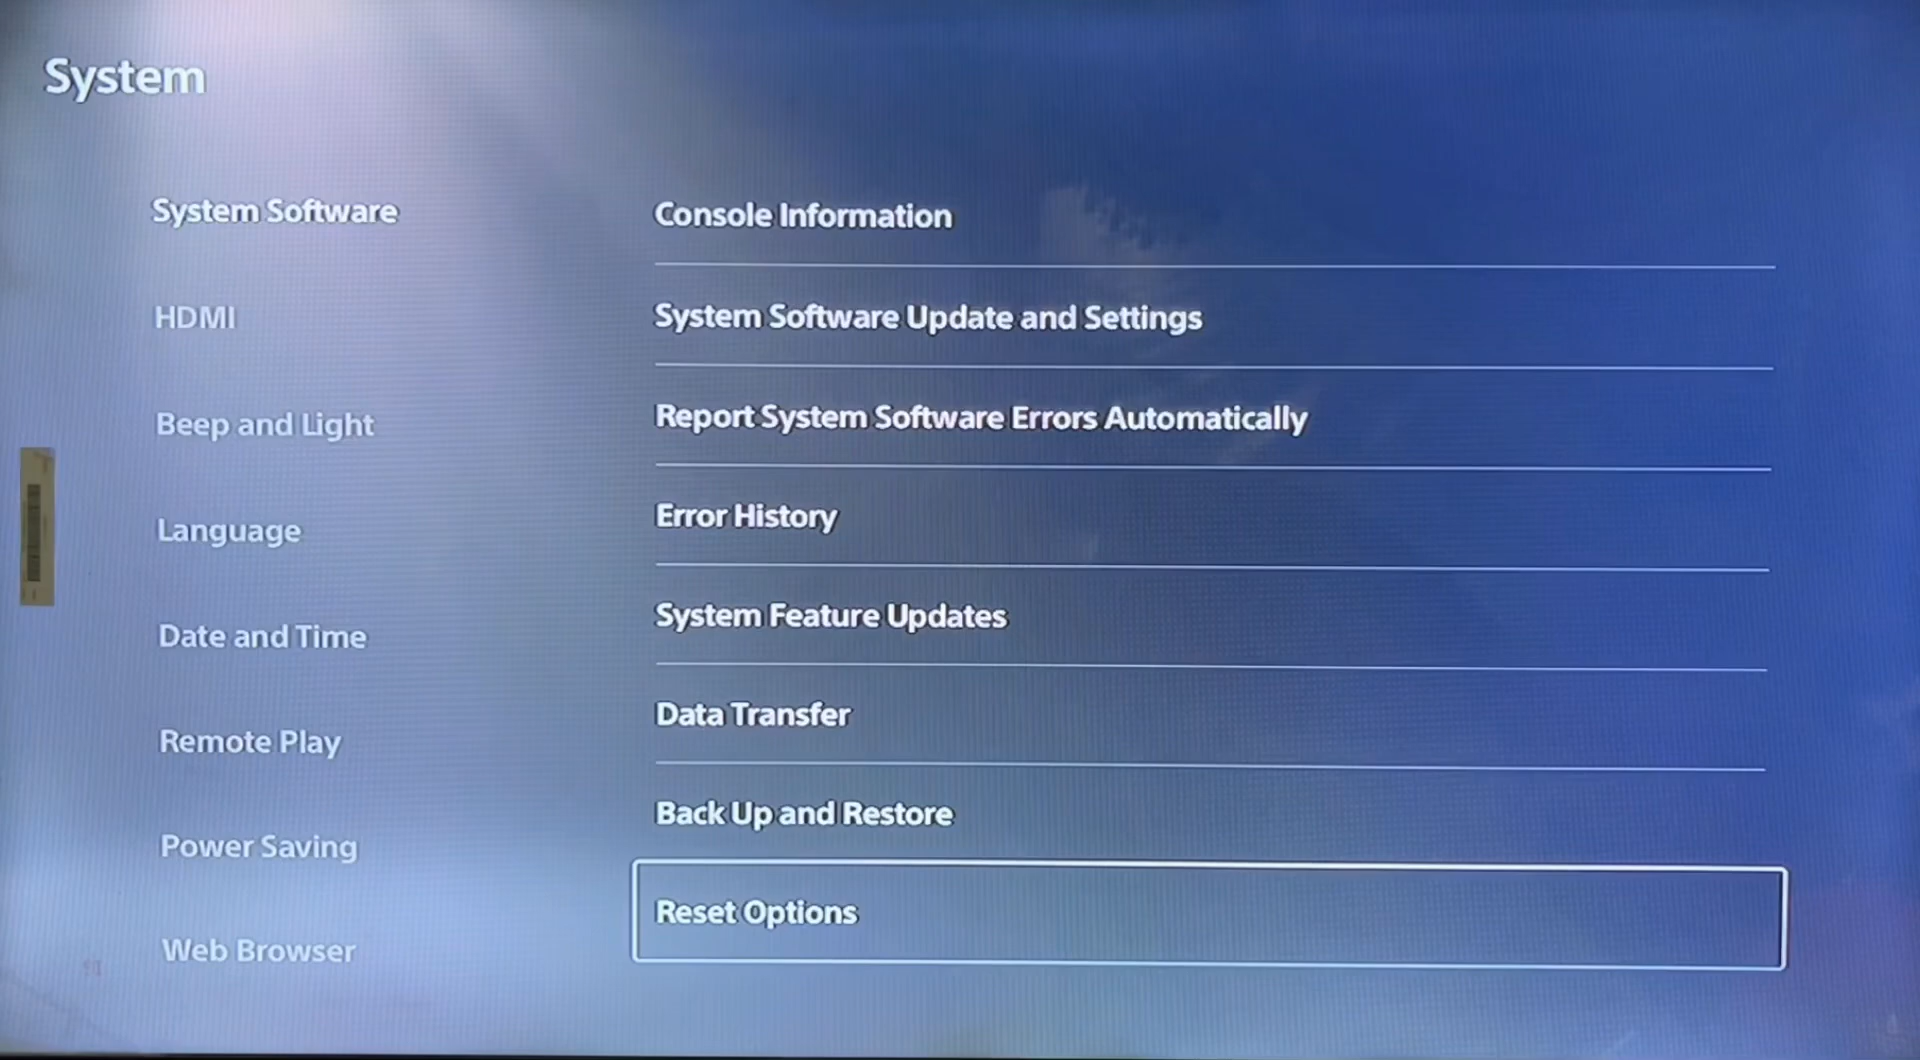 System
System Software
HDMI
Beep and Light
Language
Date and Time
Remote Play
Power Saving
Web Browser
Console Information
System Software Update and Settings
Report System Software Errors Automatically
Error History
System Feature Updates
Data Transfer
Back Up and Restore
Reset Options